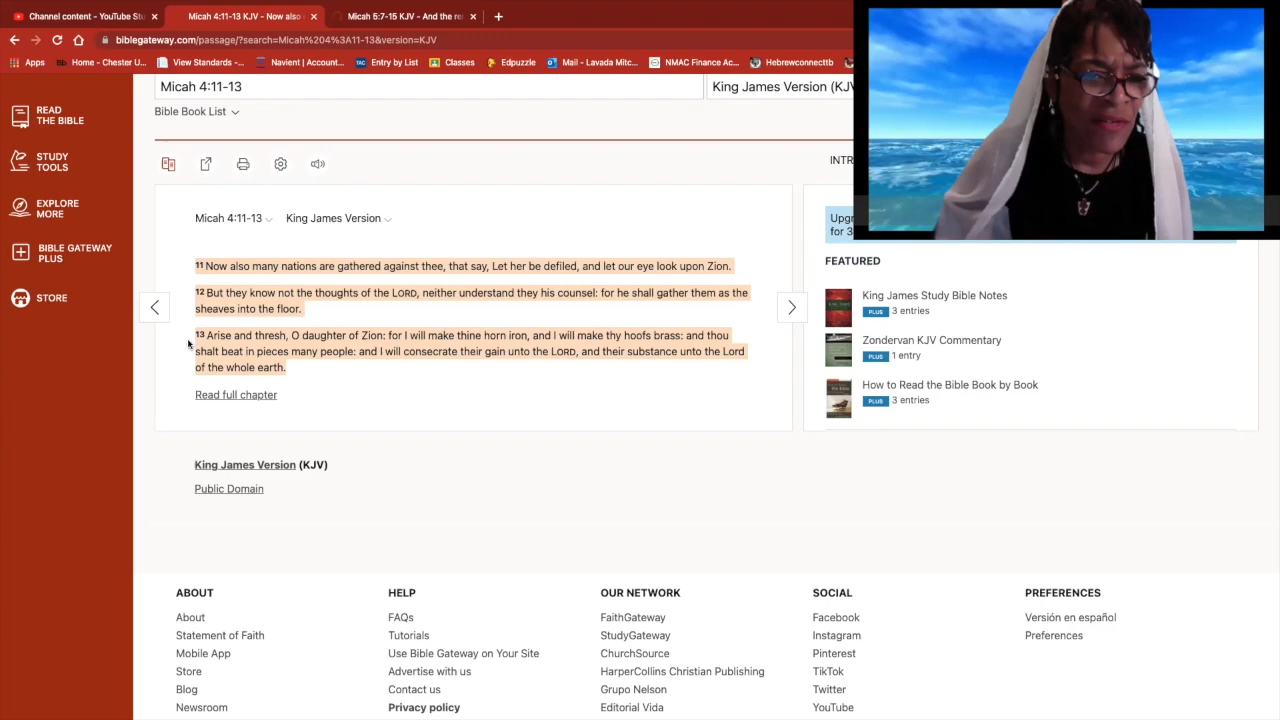 Channel content - YouTube Stu
Micah 4:11-13 KJV - Now also
Micah 5:7-15 KJV - And the re
biblegateway.com/passage/?search=Micah%204%3A11-13&version=KJV
Apps
Home - Chester U...
View Standards -...
Navient | Account...
TAC Entry by List
Classes
Edpuzzle
Mail - Lavada Mitc...
NMAC Finance Ac...
Hebrewconnecttb
READ
THE BIBLE
STUDY
TOOLS
EXPLORE
MORE
BIBLE GATEWAY
PLUS
STORE
Micah 4:11-13
King James Version (KJV
Bible Book List
INTR
Micah 4:11-13
King James Version
11 Now also many nations are gathered against thee, that say, Let her be defiled, and let our eye look upon Zion.
12 But they know not the thoughts of the LORD, neither understand they his counsel: for he shall gather them as the
sheaves into the floor.
13 Arise and thresh, O daughter of Zion: for I will make thine horn iron, and I will make thy hoofs brass: and thou
shalt beat in pieces many people: and I will consecrate their gain unto the LORD, and their substance unto the Lord
of the whole earth.
Read full chapter
Upgr
for 3
FEATURED
King James Study Bible Notes
PLUS 3 entries
Zondervan KJV Commentary
PLUS 1 entry
How to Read the Bible Book by Book
PLUS 3 entries
King James Version (KJV)
Public Domain
ABOUT
About
Statement of Faith
Mobile App
Store
Blog
Newsroom
HELP
FAQs
Tutorials
Use Bible Gateway on Your Site
Advertise with us
Contact us
Privacy policy
OUR NETWORK
FaithGateway
StudyGateway
ChurchSource
HarperCollins Christian Publishing
Grupo Nelson
Editorial Vida
SOCIAL
Facebook
Instagram
Pinterest
TikTok
Twitter
YouTube
PREFERENCES
Versión en español
Preferences